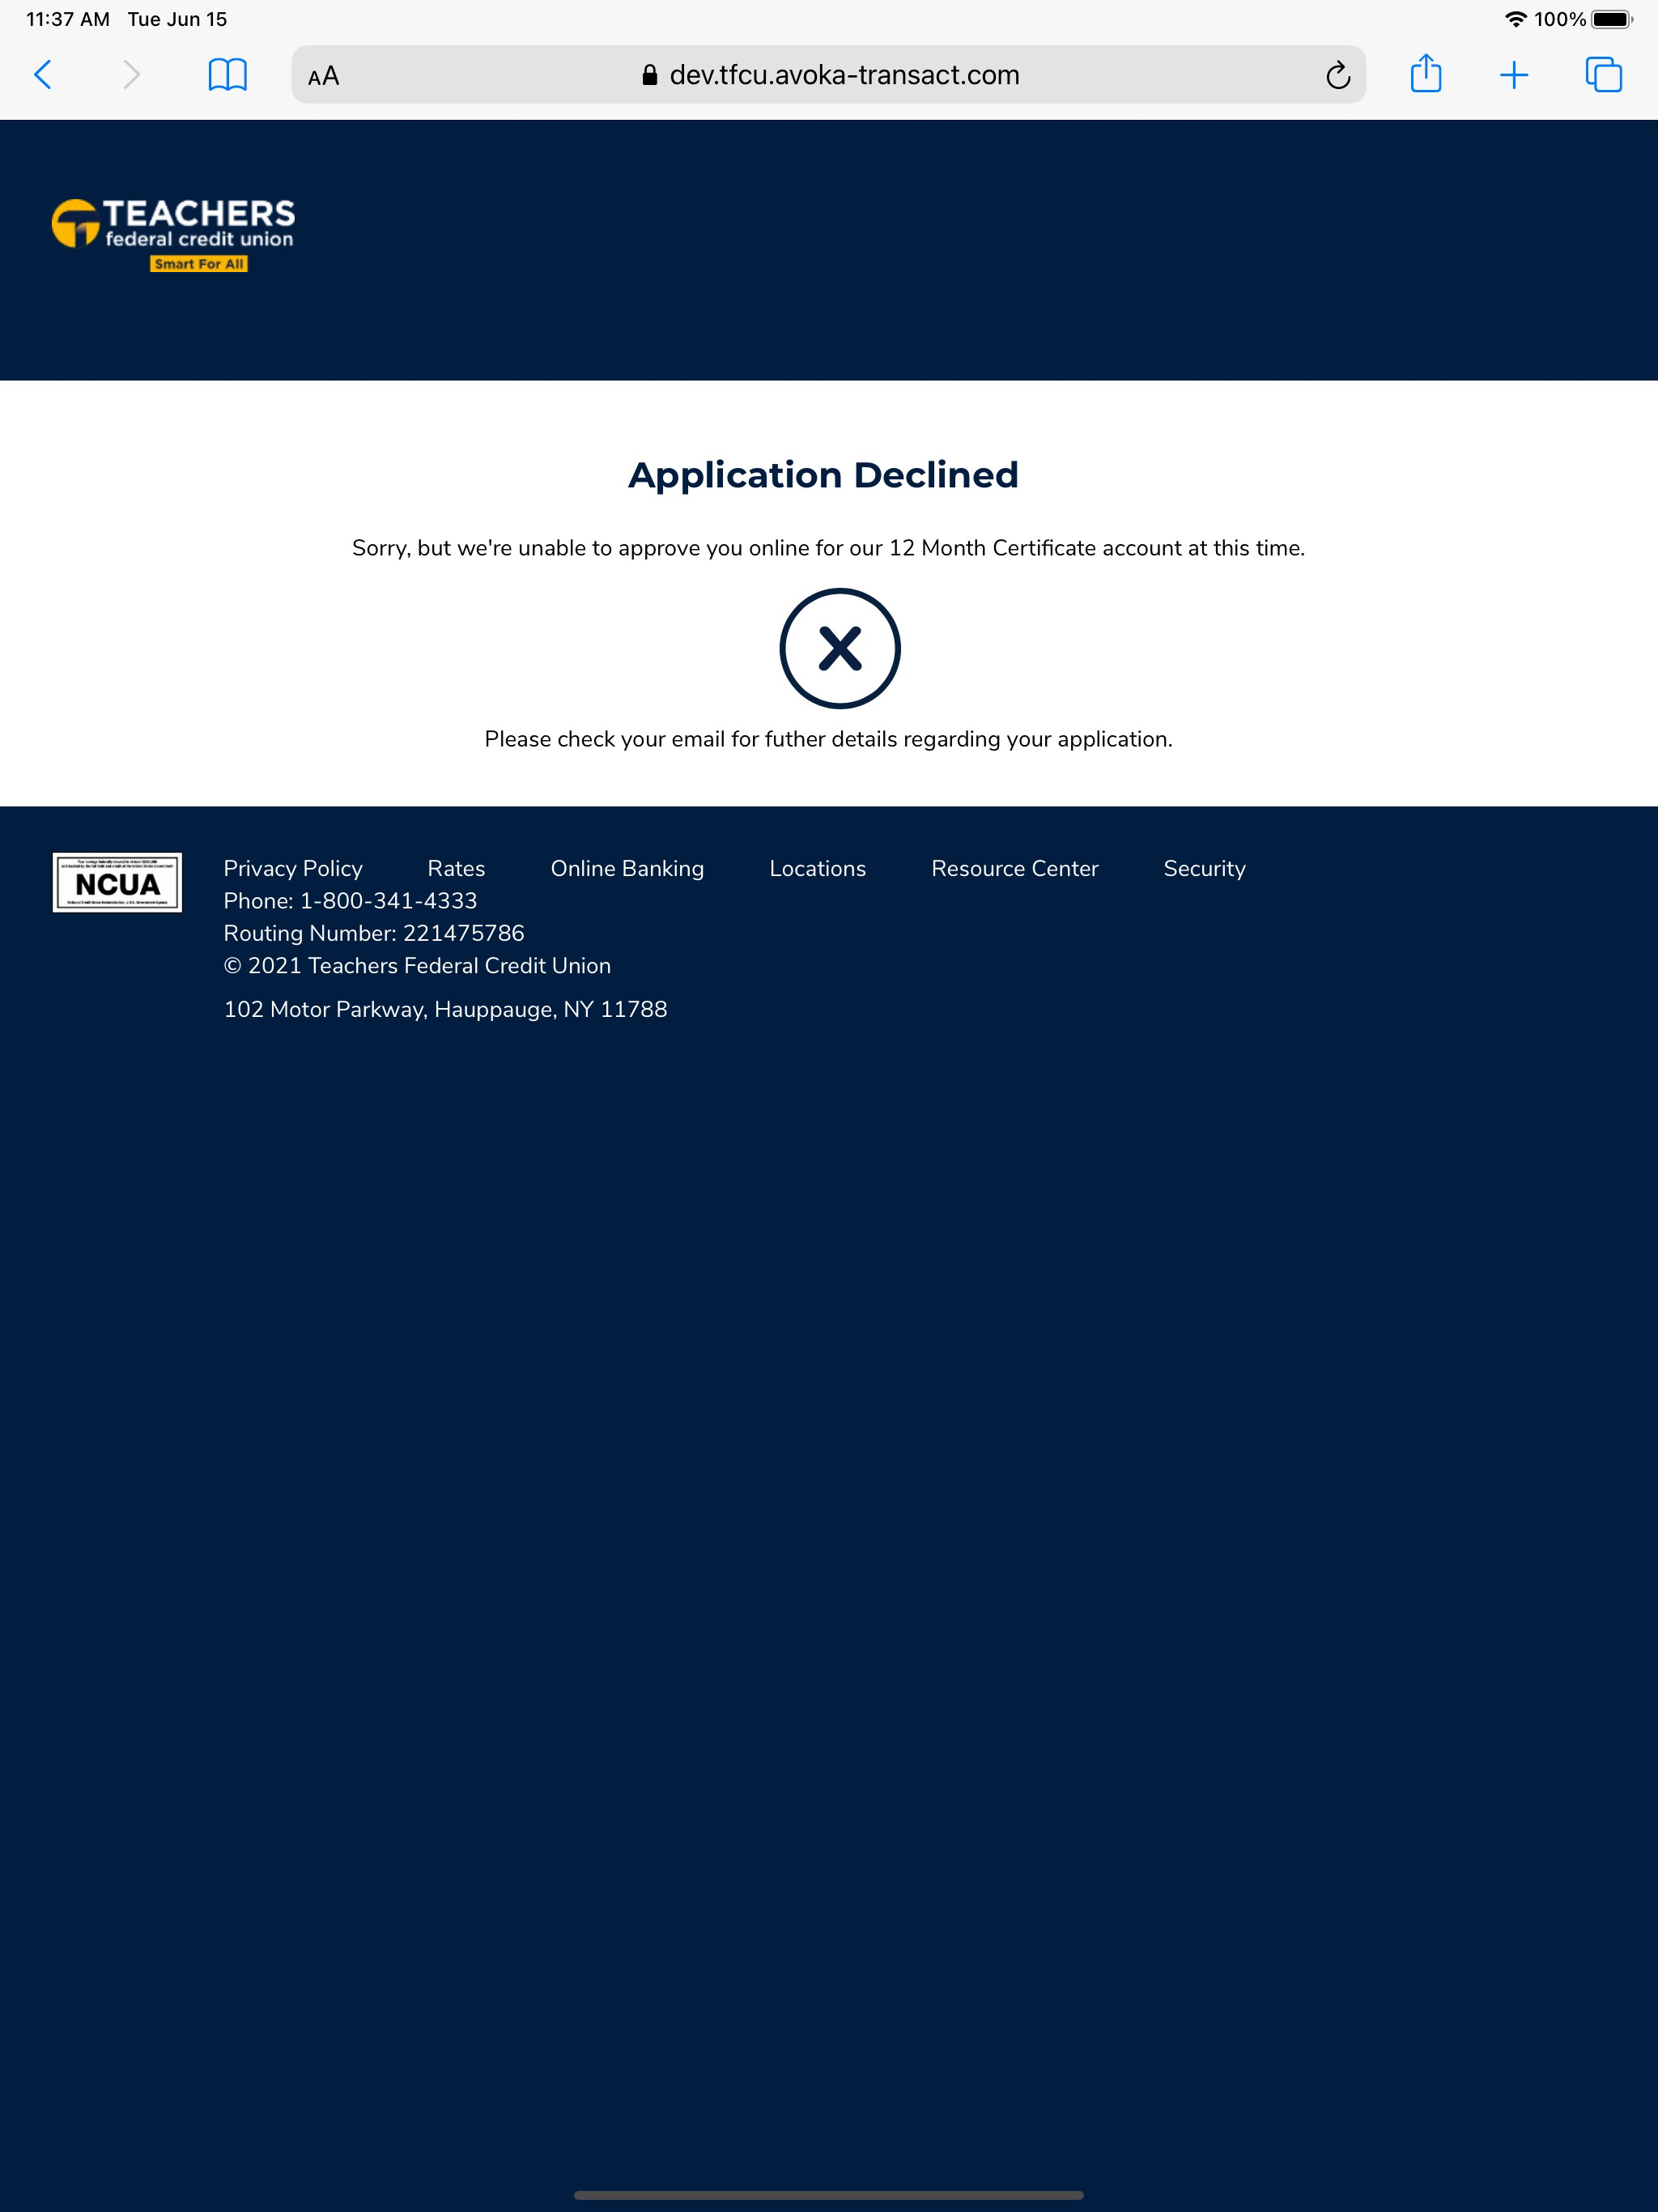 11:37 AM Tue Jun 15
100%
AA
dev.tfcu.avoka-transact.com
TEACHERS
federal credit union
Smart For All
Application Declined
Sorry, but we're unable to approve you online for our 12 Month Certificate account at this time.
Please check your email for futher details regarding your application.
NCUA
Privacy Policy Rates Online Banking Locations Resource Center Security
Phone: 1-800-341-4333
Routing Number: 221475786
© 2021 Teachers Federal Credit Union
102 Motor Parkway, Hauppauge, NY 11788